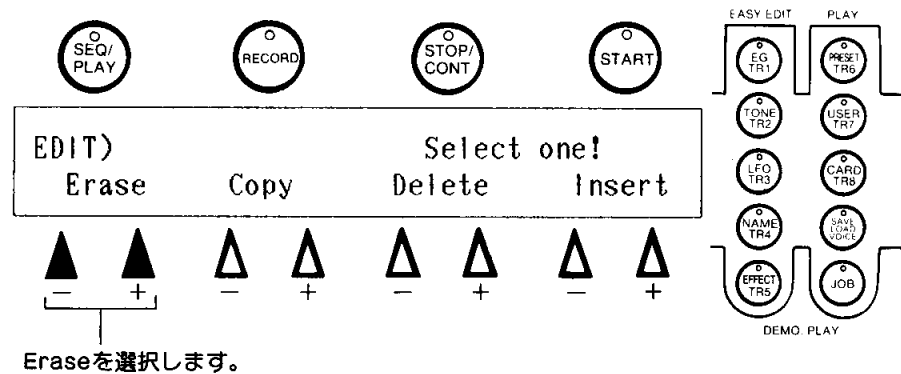 SEQ/
PLAY
RECORD
STOP/
CONT
START
EDIT) Select one!
Erase Copy Delete Insert
− + − + − + − +
Eraseを選択します。
EASY EDIT PLAY
EG
TR1
PRESET
TR6
TONE
TR2
USER
TR7
LFO
TR3
CARD
TR8
NAME
TR4
SAVE
LOAD
VOICE
EFFECT
TR5
JOB
DEMO. PLAY